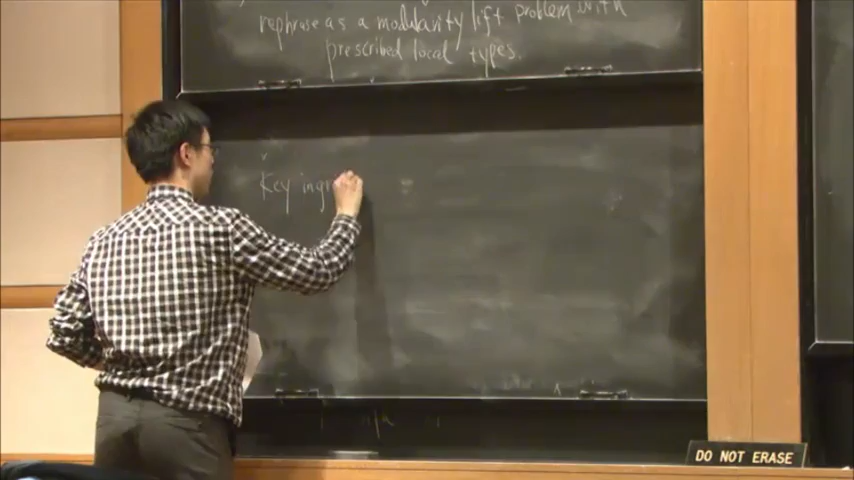 rephrase as a modularity lift problem with
prescribed local types.
Key ingr
DO NOT ERASE